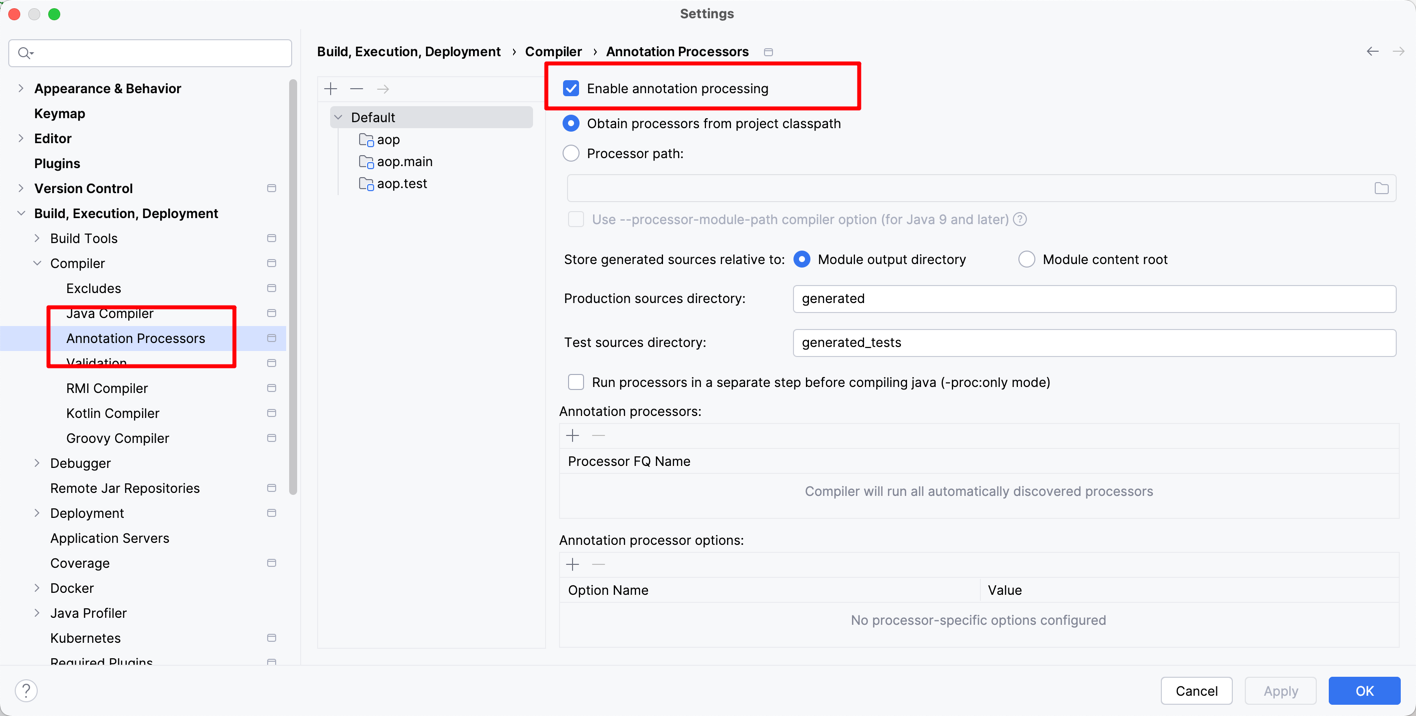 Settings
Build, Execution, Deployment › Compiler › Annotation Processors
Appearance & Behavior
Keymap
Editor
Plugins
Version Control
Build, Execution, Deployment
Build Tools
Compiler
Excludes
Java Compiler
Annotation Processors
Validation
RMI Compiler
Kotlin Compiler
Groovy Compiler
Debugger
Remote Jar Repositories
Deployment
Application Servers
Coverage
Docker
Java Profiler
Kubernetes
Required Plugins
Default
aop
aop.main
aop.test
Enable annotation processing
Obtain processors from project classpath
Processor path:
Use --processor-module-path compiler option (for Java 9 and later) ?
Store generated sources relative to: Module output directory Module content root
Production sources directory: generated
Test sources directory: generated_tests
Run processors in a separate step before compiling java (-proc:only mode)
Annotation processors:
Processor FQ Name
Compiler will run all automatically discovered processors
Annotation processor options:
Option Name Value
No processor-specific options configured
? Cancel Apply OK